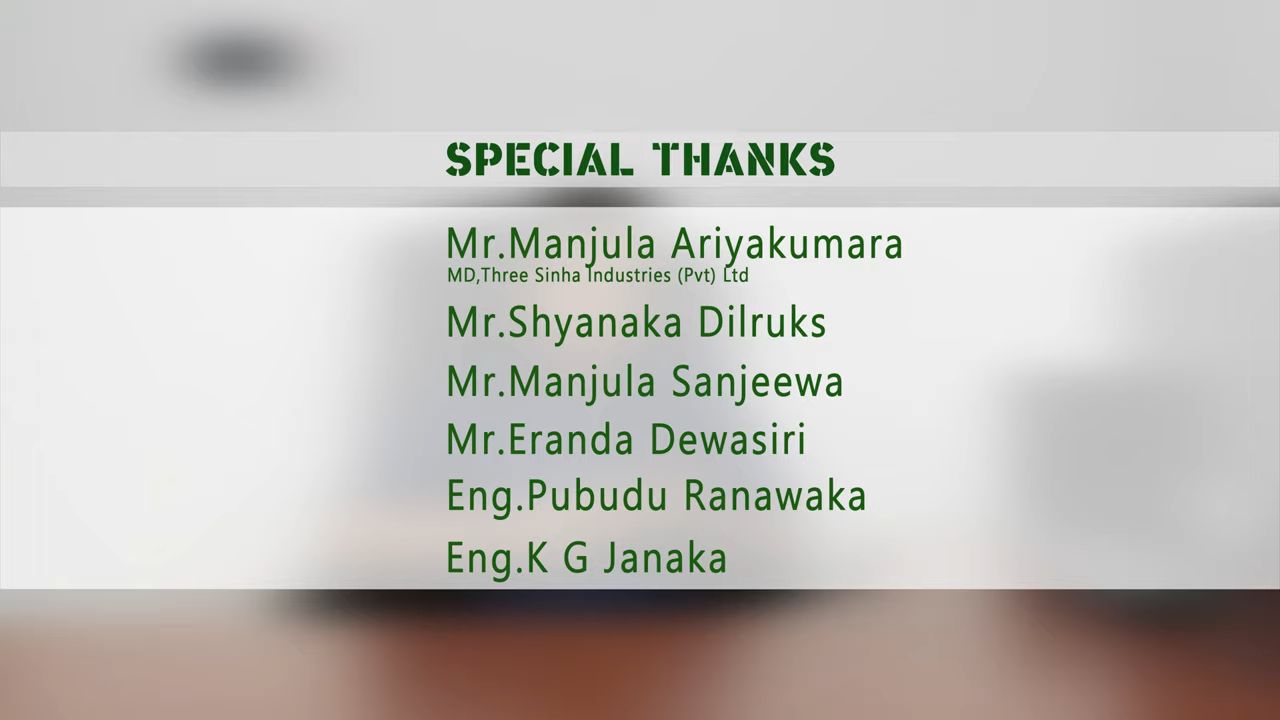 SPECIAL THANKS
Mr.Manjula Ariyakumara
MD,Three Sinha Industries (Pvt) Ltd
Mr.Shyanaka Dilruks
Mr.Manjula Sanjeewa
Mr.Eranda Dewasiri
Eng.Pubudu Ranawaka
Eng.K G Janaka